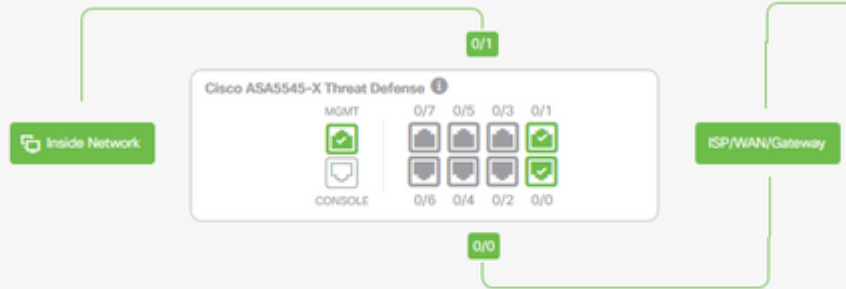 0/1
Cisco ASA5545-X Threat Defense
MGMT 0/7 0/5 0/3 0/1
Inside Network
ISP/WAN/Gateway
CONSOLE 0/6 0/4 0/2 0/0
0/0